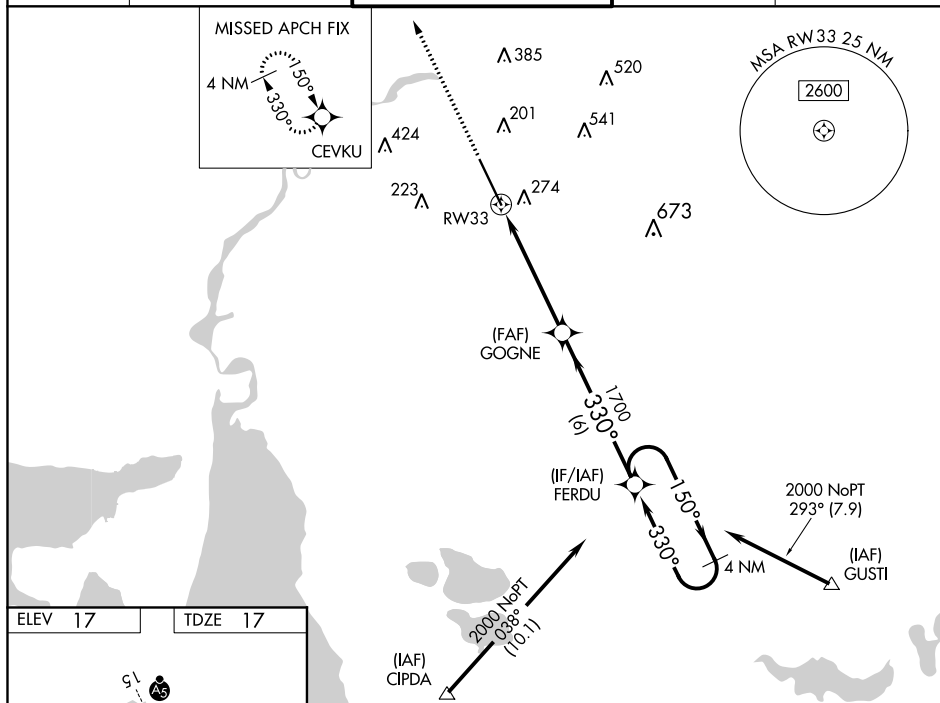 MISSED APCH FIX
4 NM
150°
330°
CEVKU
385
520
201
541
424
223
274
673
RW33
MSA RW33 25 NM
2600
(FAF)
GOGNE
1700
330°
(6)
(IF/IAF)
FERDU
150°
330°
4 NM
2000 NoPT
293° (7.9)
(IAF)
GUSTI
2000 NoPT
038°
(10.1)
(IAF)
CIPDA
ELEV 17
TDZE 17
15
A5